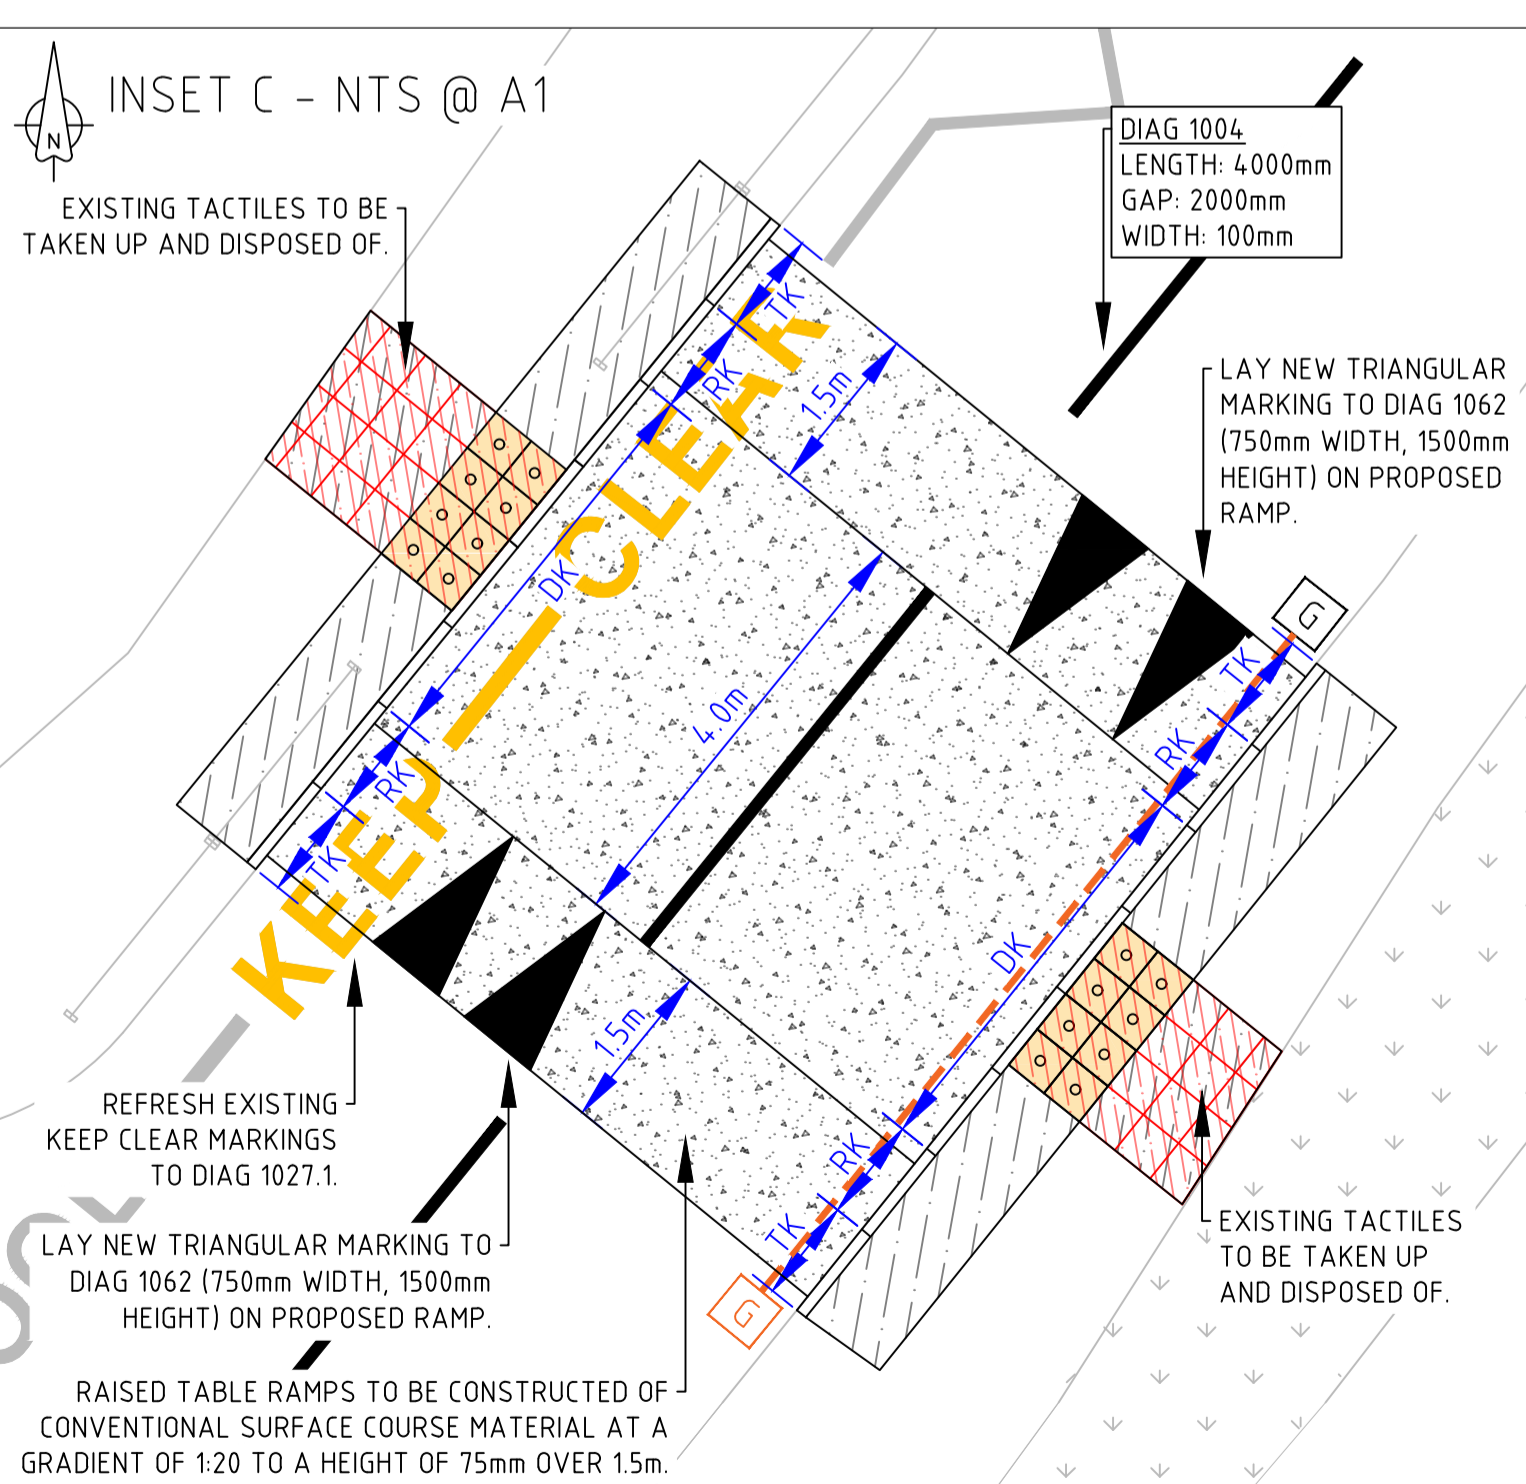 INSET C - NTS @ A1
N
EXISTING TACTILES TO BE
TAKEN UP AND DISPOSED OF.
DIAG 1004
LENGTH: 4000mm
GAP: 2000mm
WIDTH: 100mm
LAY NEW TRIANGULAR
MARKING TO DIAG 1062
(750mm WIDTH, 1500mm
HEIGHT) ON PROPOSED
RAMP.
TK
RK
DK
RK
TK
KEEP CLEAR
1.5m
4.0m
1.5m
G
TK
RK
DK
RK
TK
G
REFRESH EXISTING
KEEP CLEAR MARKINGS
TO DIAG 1027.1.
LAY NEW TRIANGULAR MARKING TO
DIAG 1062 (750mm WIDTH, 1500mm
HEIGHT) ON PROPOSED RAMP.
RAISED TABLE RAMPS TO BE CONSTRUCTED OF
CONVENTIONAL SURFACE COURSE MATERIAL AT A
GRADIENT OF 1:20 TO A HEIGHT OF 75mm OVER 1.5m.
EXISTING TACTILES
TO BE TAKEN UP
AND DISPOSED OF.